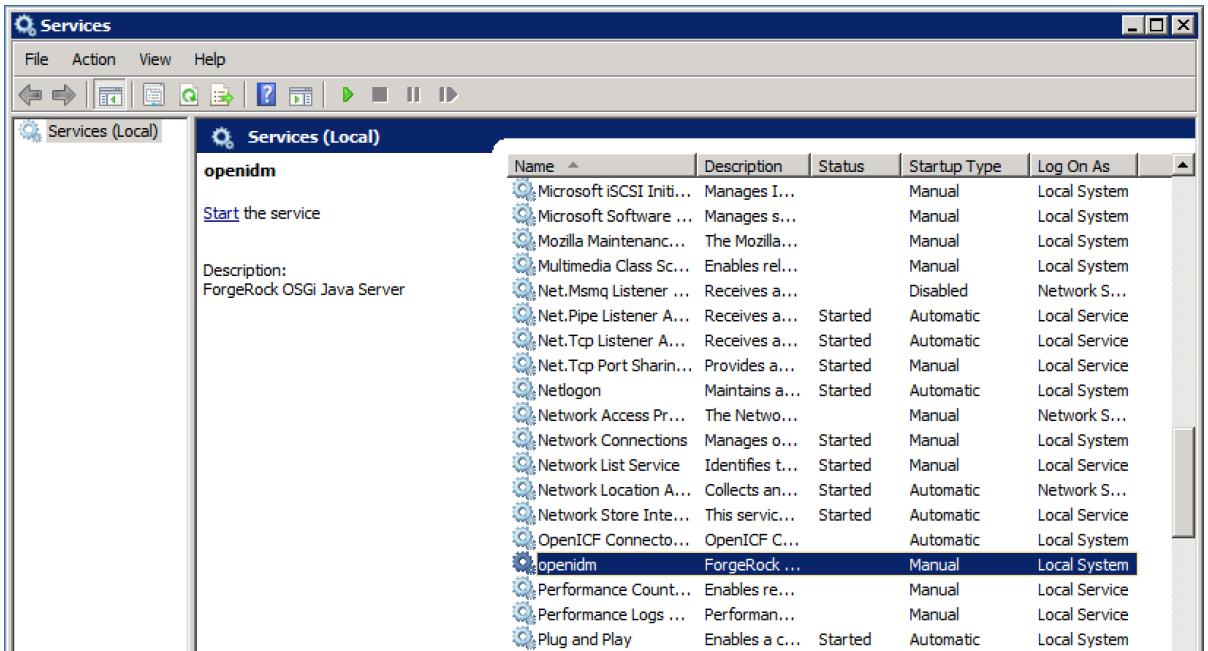 Services
File Action View Help
Services (Local)
Services (Local)
openidm
Start the service
Description:
ForgeRock OSGi Java Server
Name Description Status Startup Type Log On As
Microsoft iSCSI Initi... Manages I... Manual Local System
Microsoft Software ... Manages s... Manual Local System
Mozilla Maintenanc... The Mozilla... Manual Local System
Multimedia Class Sc... Enables rel... Manual Local System
Net.Msmq Listener ... Receives a... Disabled Network S...
Net.Pipe Listener A... Receives a... Started Automatic Local Service
Net.Tcp Listener A... Receives a... Started Automatic Local Service
Net.Tcp Port Sharin... Provides a... Started Manual Local Service
Netlogon Maintains a... Started Automatic Local System
Network Access Pr... The Netwo... Manual Network S...
Network Connections Manages o... Started Manual Local System
Network List Service Identifies t... Started Manual Local Service
Network Location A... Collects an... Started Automatic Network S...
Network Store Inte... This servic... Started Automatic Local Service
OpenICF Connecto... OpenICF C... Automatic Local System
openidm ForgeRock ... Manual Local System
Performance Count... Enables re... Manual Local Service
Performance Logs ... Performan... Manual Local Service
Plug and Play Enables a c... Started Automatic Local System